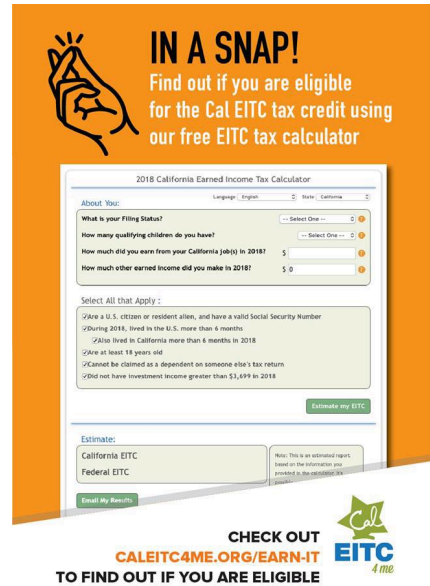 IN A SNAP!
Find out if you are eligible
for the Cal EITC tax credit using
our free EITC tax calculator
2018 California Earned Income Tax Calculator
Language English State California
About You:
What is your Filing Status? -- Select One --
How many qualifying children do you have? -- Select One --
How much did you earn from your California job(s) in 2018? $
How much other earned income did you make in 2018? $ 0
Select All that Apply :
Are a U.S. citizen or resident alien, and have a valid Social Security Number
During 2018, lived in the U.S. more than 6 months
Also lived in California more than 6 months in 2018
Are at least 18 years old
Cannot be claimed as a dependent on someone else's tax return
Did not have investment income greater than $3,699 in 2018
Estimate my EITC
Estimate:
California EITC
Federal EITC
Note: This is an estimated report
based on the information you
provided in the calculator. It's
Email My Results
CHECK OUT
CALEITC4ME.ORG/EARN-IT
TO FIND OUT IF YOU ARE ELIGIBLE
Cal
EITC
4 me